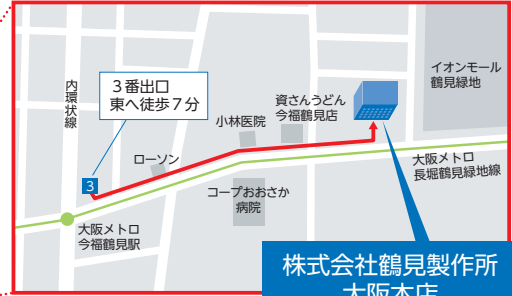 内環状線
3番出口
東へ徒歩7分
小林医院
資さんうどん
今福鶴見店
イオンモール
鶴見緑地
ローソン
3
コープおおさか
病院
大阪メトロ
長堀鶴見緑地線
大阪メトロ
今福鶴見駅
株式会社鶴見製作所
大阪本店